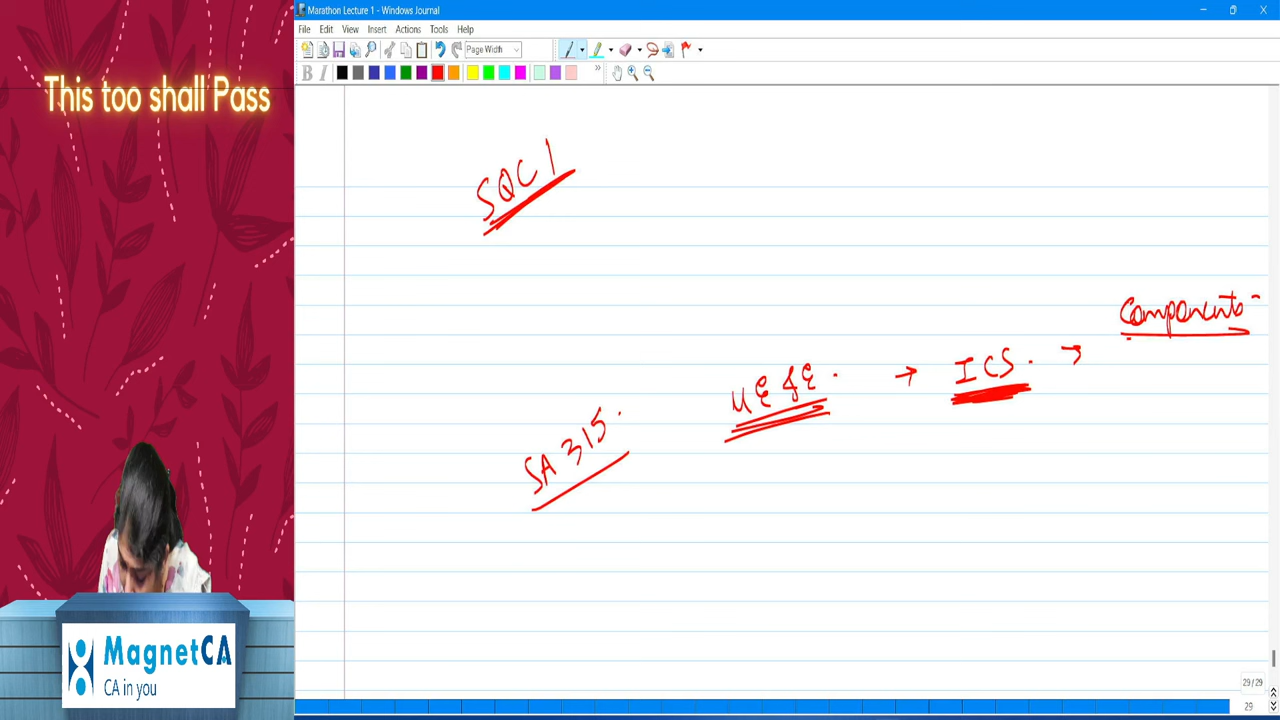 This too shall Pass
Marathon Lecture 1 - Windows Journal
File Edit View Insert Actions Tools Help
Page Width
B I
SQC 1
Components
SA 315. U E & E. → ICS. →
MagnetCA
CA in you
29 / 29
29